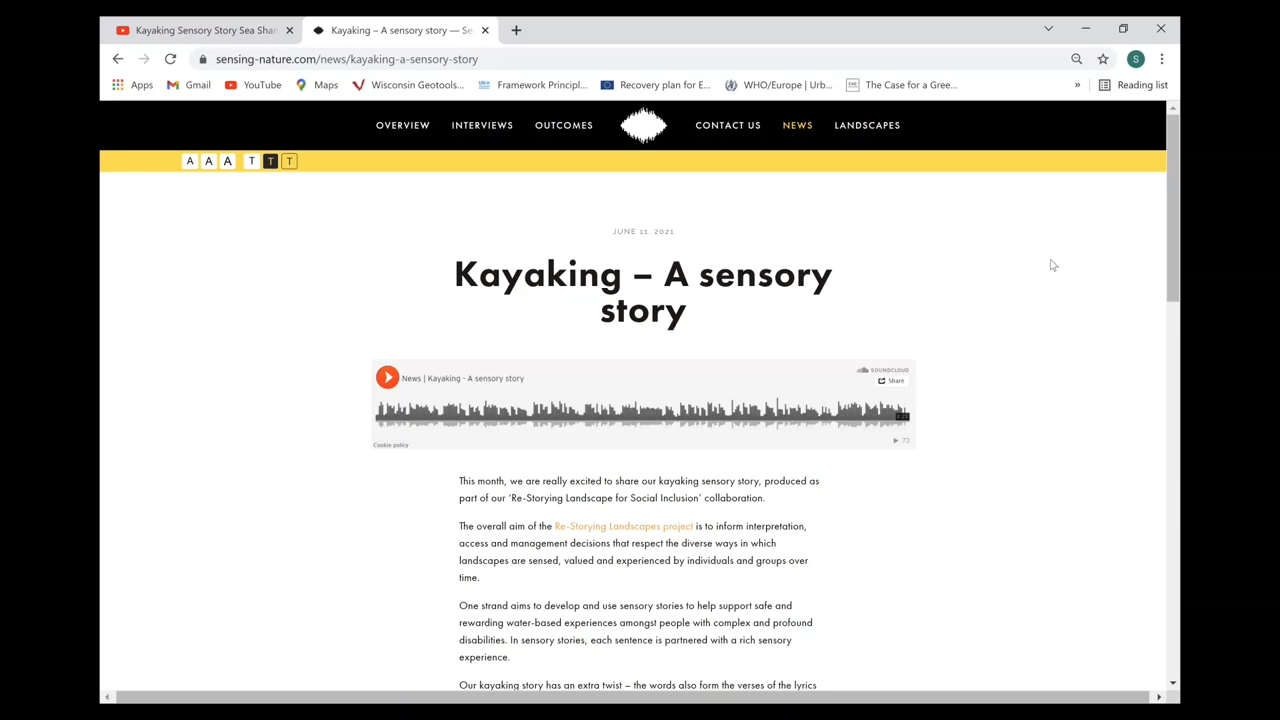 Kayaking Sensory Story Sea Shan
Kayaking – A sensory story — Se
sensing-nature.com/news/kayaking-a-sensory-story
S
Apps Gmail YouTube Maps Wisconsin Geotools... Framework Principl... Recovery plan for E... WHO/Europe | Urb... The Case for a Gree... » Reading list
OVERVIEW INTERVIEWS OUTCOMES CONTACT US NEWS LANDSCAPES
A A A T T T
JUNE 11, 2021
Kayaking – A sensory
story
SOUNDCLOUD
News | Kayaking - A sensory story
Share
Cookie policy
73
This month, we are really excited to share our kayaking sensory story, produced as
part of our ‘Re-Storying Landscape for Social Inclusion’ collaboration.
The overall aim of the Re-Storying Landscapes project is to inform interpretation,
access and management decisions that respect the diverse ways in which
landscapes are sensed, valued and experienced by individuals and groups over
time.
One strand aims to develop and use sensory stories to help support safe and
rewarding water-based experiences amongst people with complex and profound
disabilities. In sensory stories, each sentence is partnered with a rich sensory
experience.
Our kayaking story has an extra twist – the words also form the verses of the lyrics